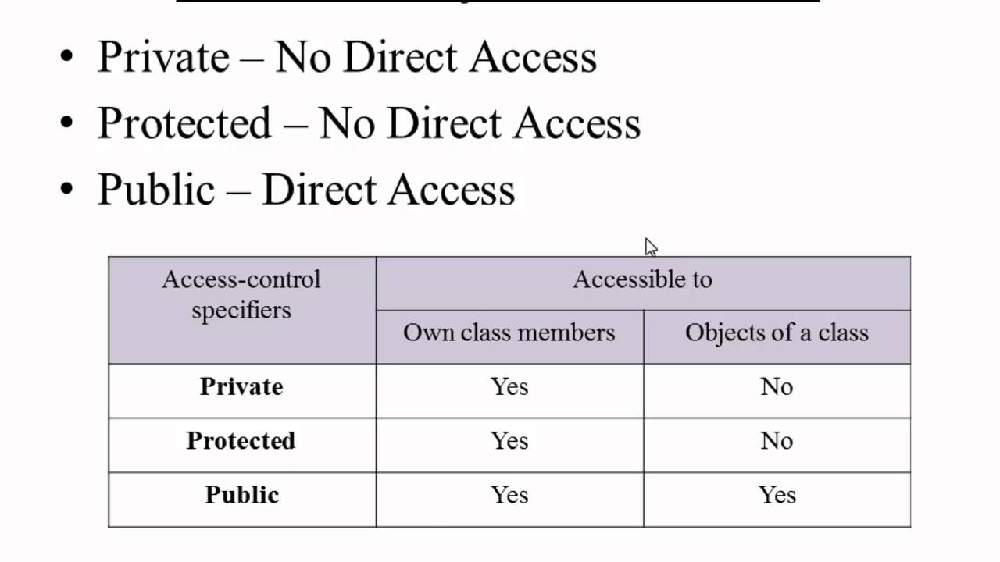 • Private – No Direct Access
• Protected – No Direct Access
• Public – Direct Access
Access-control
specifiers
Accessible to
Own class members
Objects of a class
Private Yes No
Protected Yes No
Public Yes Yes